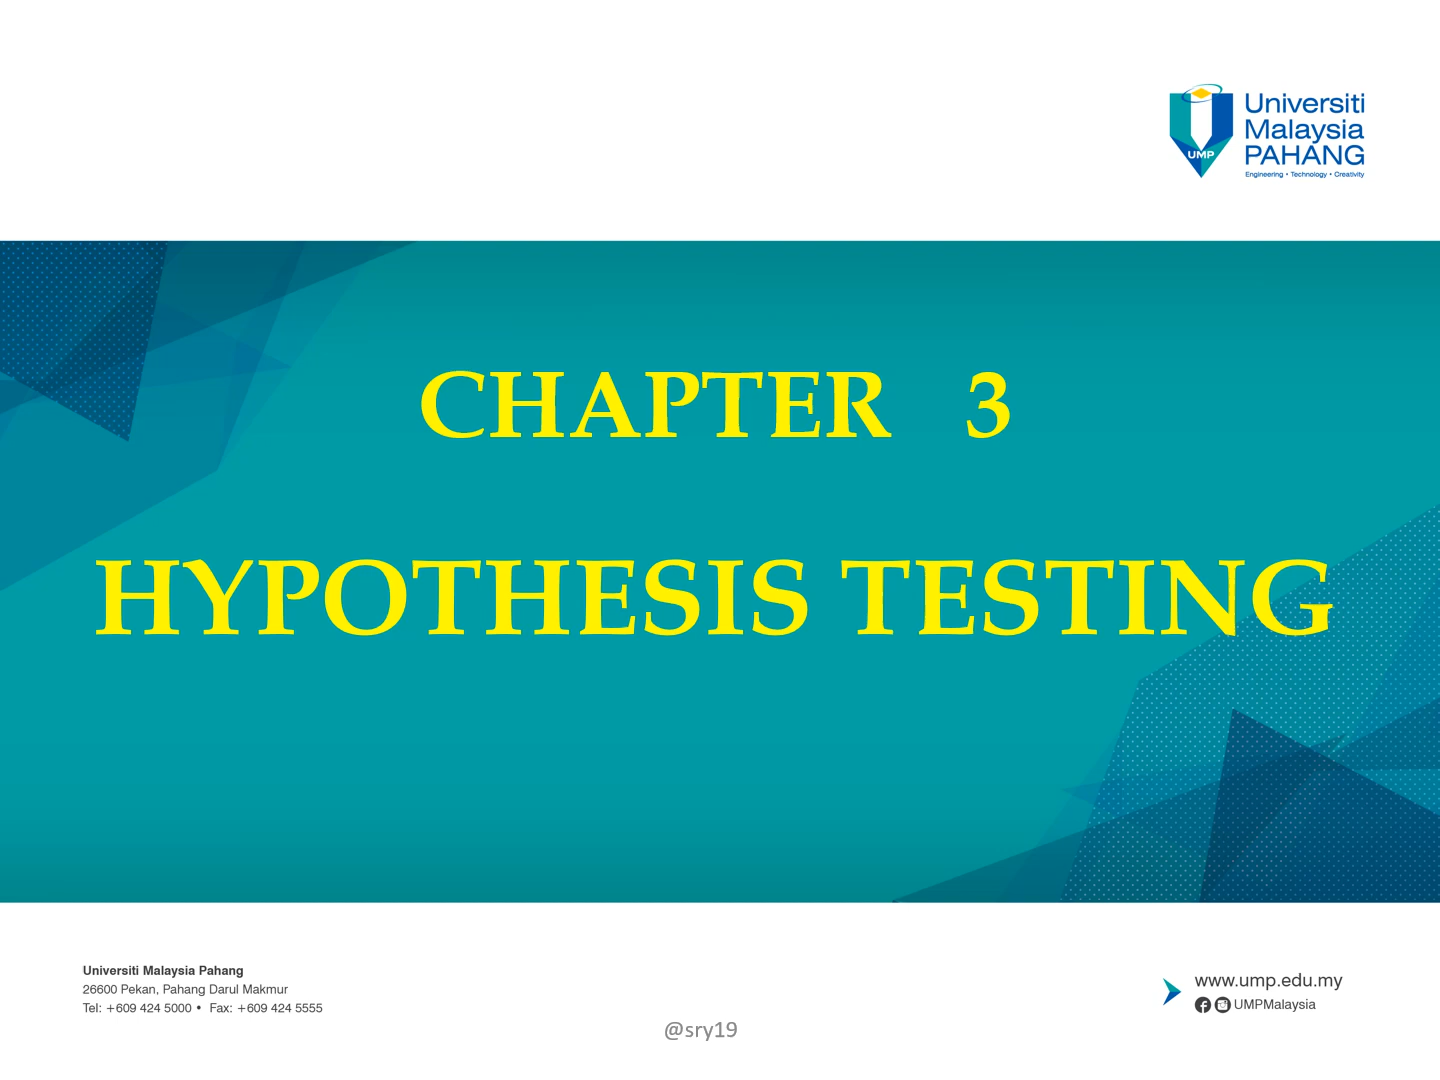 UMP
Universiti
Malaysia
PAHANG
Engineering • Technology • Creativity
CHAPTER 3
HYPOTHESIS TESTING
Universiti Malaysia Pahang
26600 Pekan, Pahang Darul Makmur
Tel: +609 424 5000 • Fax: +609 424 5555
www.ump.edu.my
UMPMalaysia
@sry19